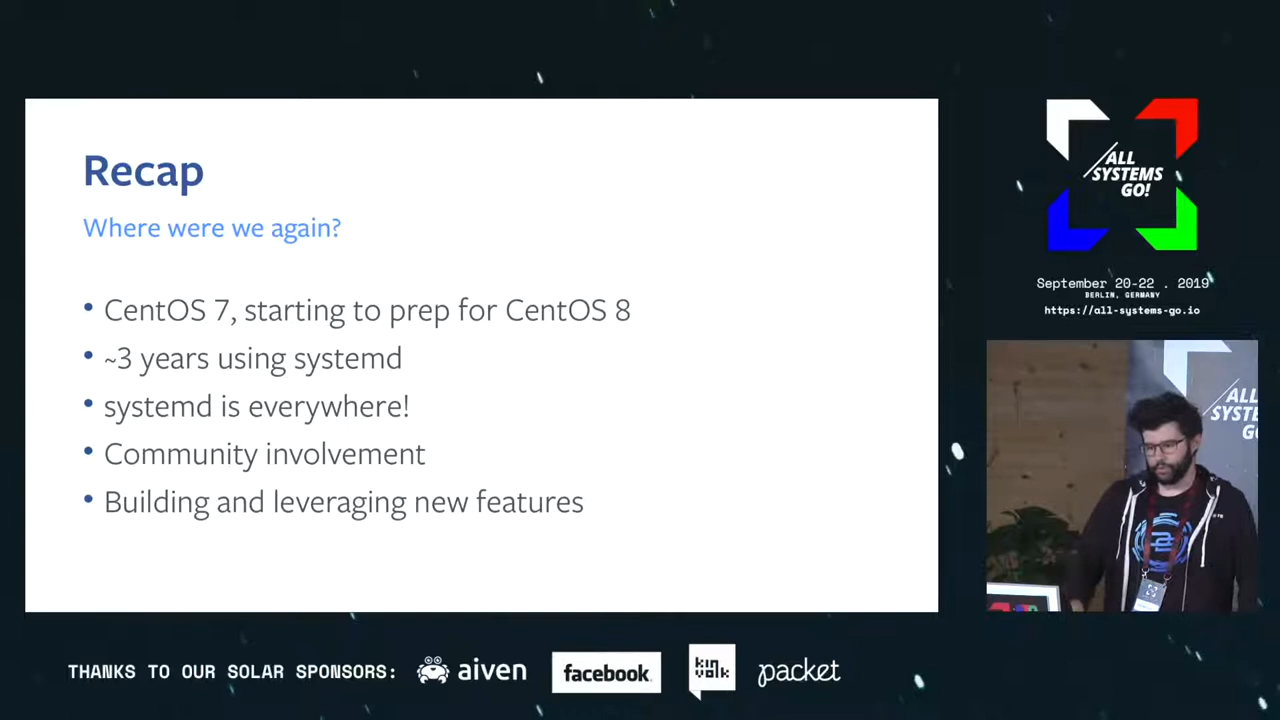 Recap
Where were we again?
• CentOS 7, starting to prep for CentOS 8
• ~3 years using systemd
• systemd is everywhere!
• Community involvement
• Building and leveraging new features
ALL
SYSTEMS
GO!
September 20-22 . 2019
BERLIN, GERMANY
https://all-systems-go.io
ALL
SYSTE
G
THANKS TO OUR SOLAR SPONSORS:
aiven
facebook.
kinvolk
packet